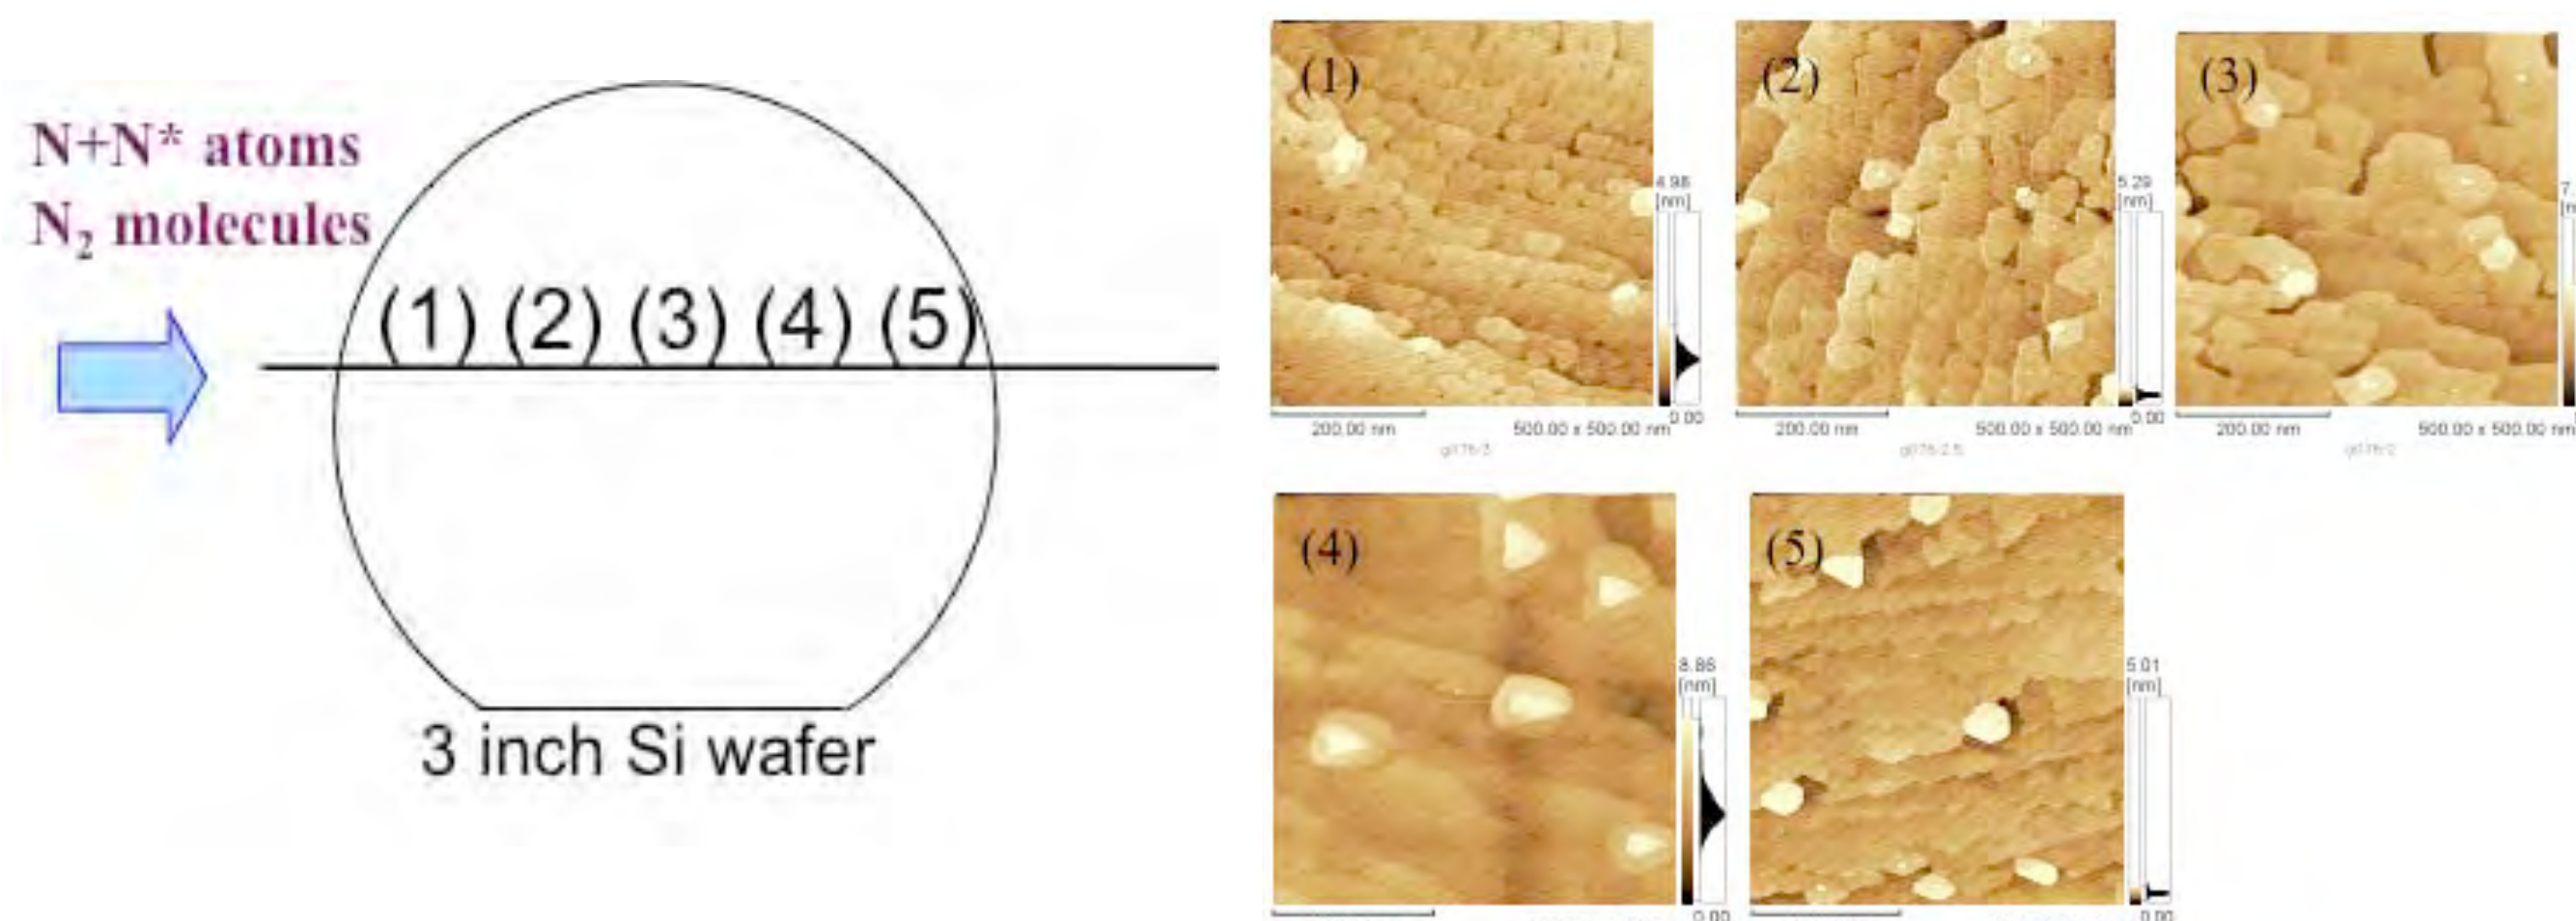 N+N* atoms
N2 molecules
(1) (2) (3) (4) (5)
3 inch Si wafer
(1)
4.98
[nm]
0.00
200.00 nm
500.00 x 500.00 nm
(2)
5.29
[nm]
0.00
200.00 nm
500.00 x 500.00 nm
(3)
7.
200.00 nm
500.00 x 500.00 nm
(4)
8.86
[nm]
0.00
(5)
5.01
[nm]
0.00